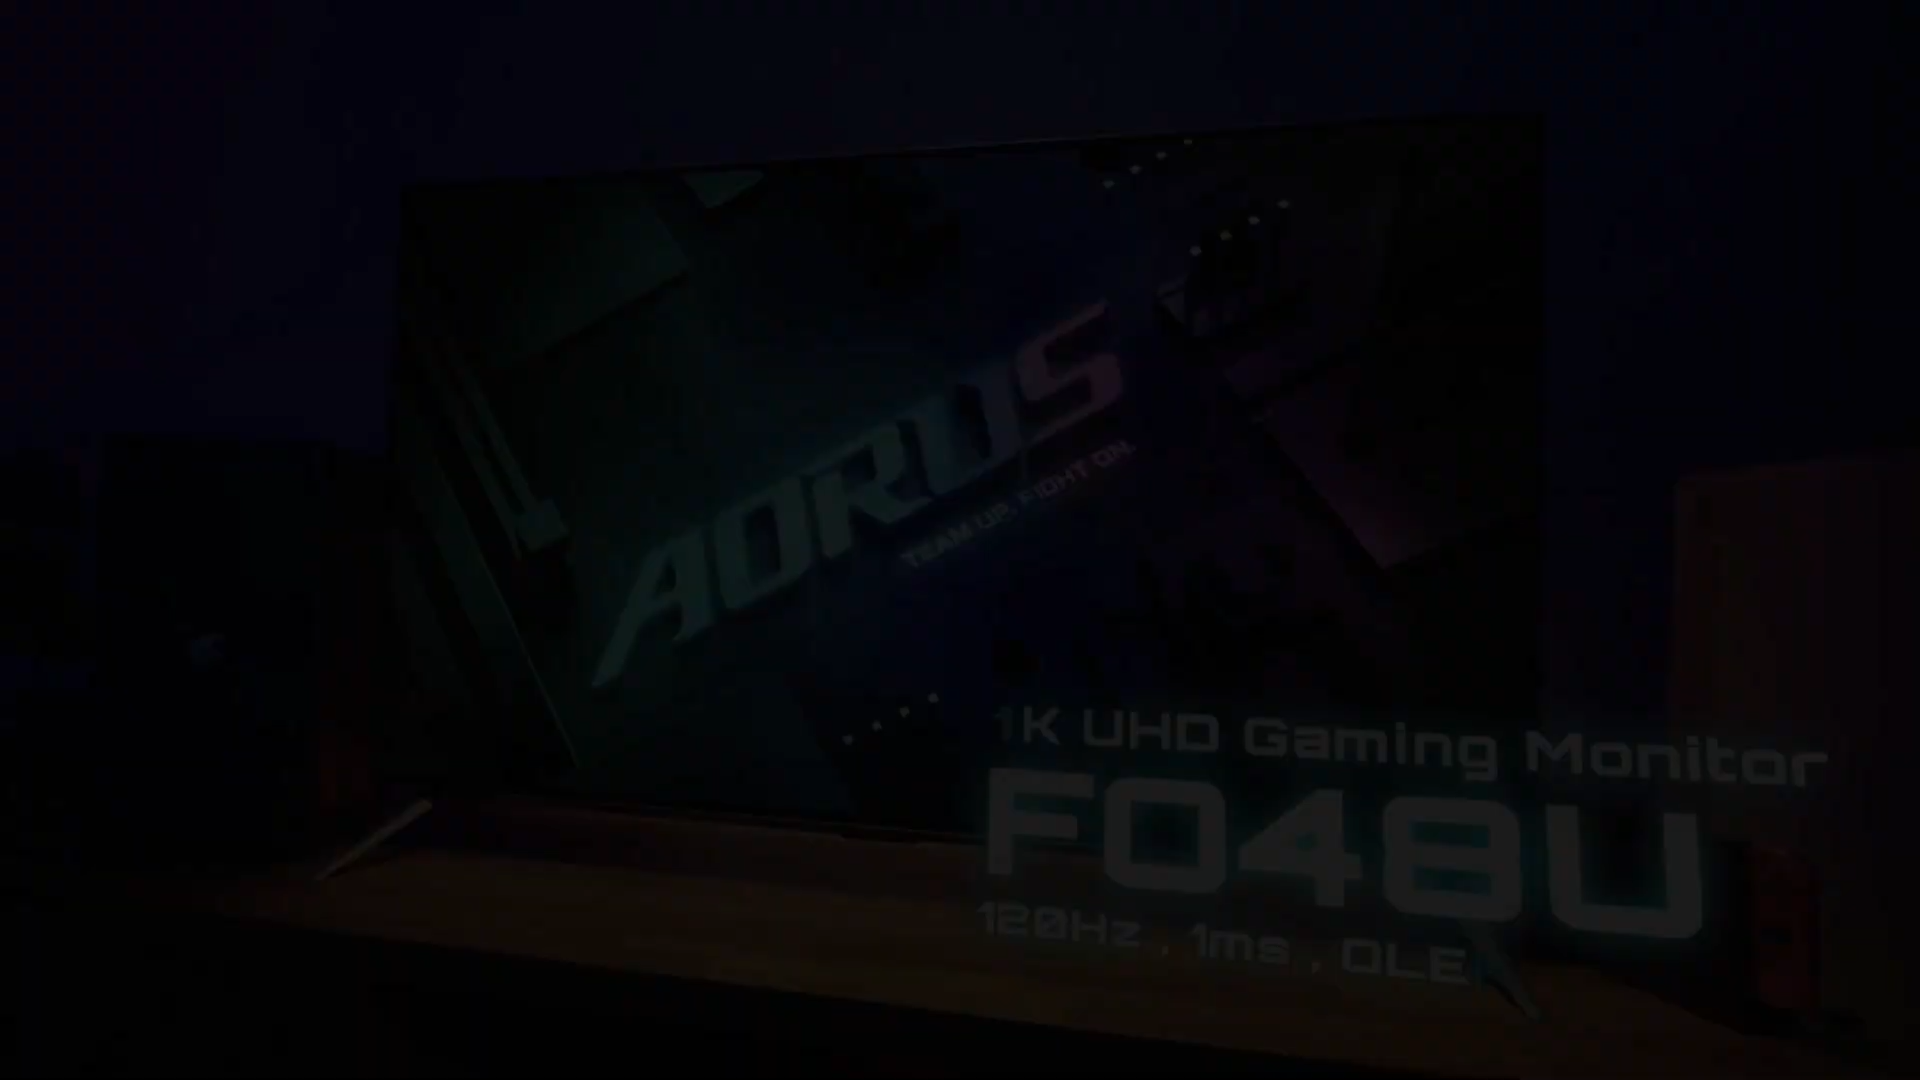 AORUS
TEAM UP. FIGHT ON.
1K UHD Gaming Monitor
FO48U
120Hz , 1ms , OLE